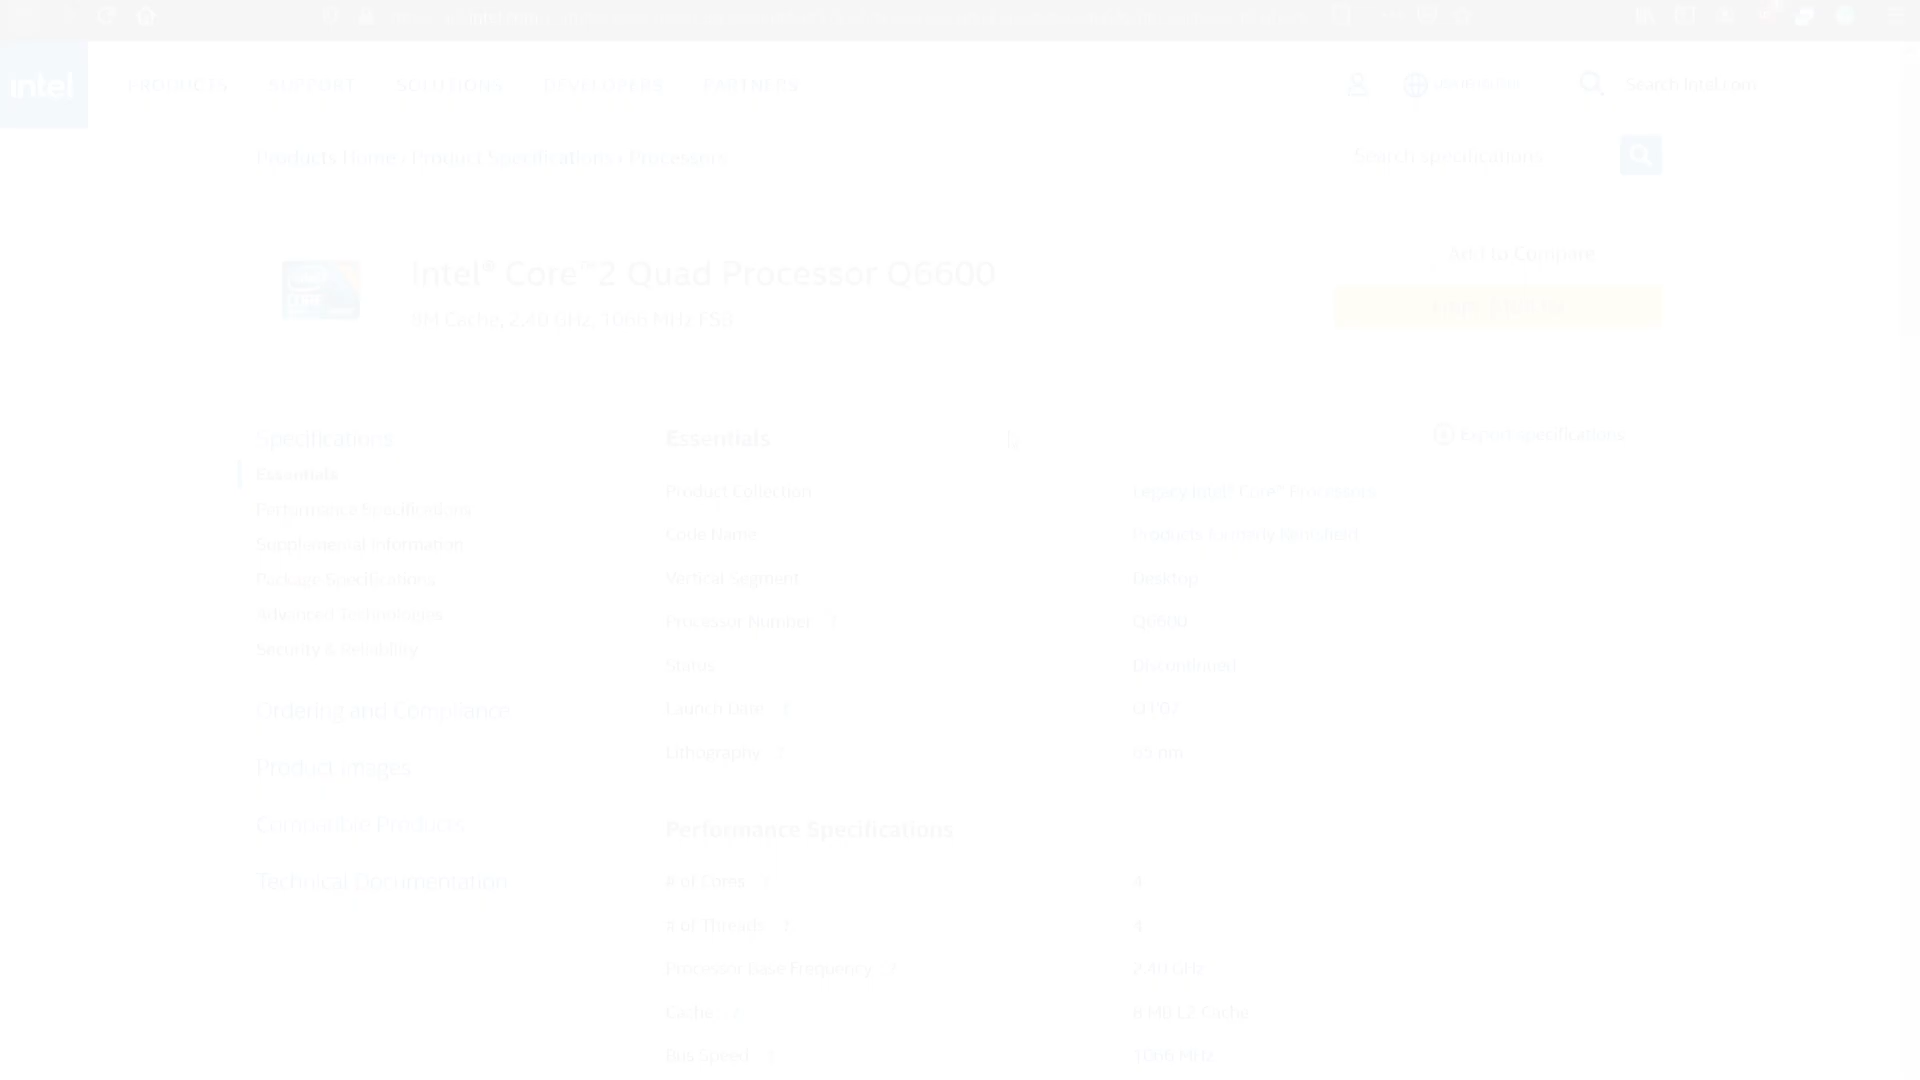 intel.com
intel PRODUCTS SUPPORT SOLUTIONS DEVELOPERS PARTNERS Search Intel.com
Products Home › Product Specifications › Processors
Search specifications
Intel® Core™2 Quad Processor Q6600
8M Cache, 2.40 GHz, 1066 MHz FSB
Add to Compare
Specifications
Essentials
Performance Specifications
Supplemental Information
Package Specifications
Advanced Technologies
Security & Reliability
Ordering and Compliance
Product Images
Compatible Products
Technical Documentation
Essentials
Export specifications
Product Collection Legacy Intel® Core™ Processors
Code Name Products formerly Kentsfield
Vertical Segment Desktop
Processor Number ? Q6600
Status Discontinued
Launch Date ? Q1'07
Lithography ? 65 nm
Performance Specifications
# of Cores ? 4
# of Threads ? 4
Processor Base Frequency ? 2.40 GHz
Cache ? 8 MB L2 Cache
Bus Speed ? 1066 MHz